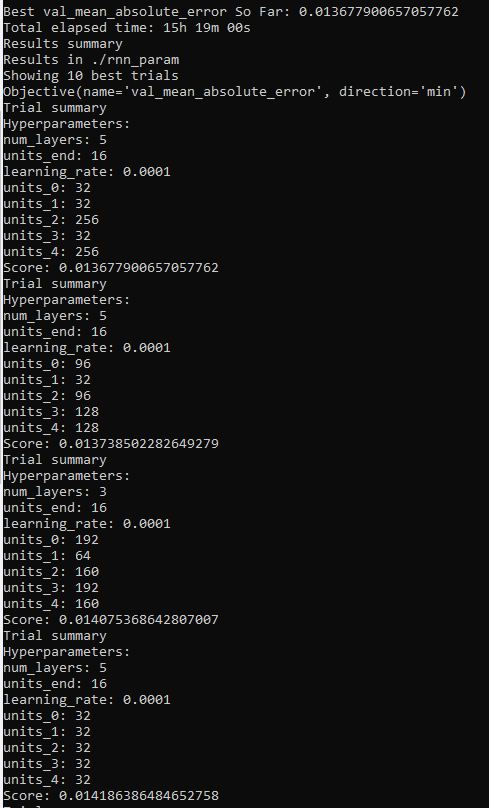 Best val_mean_absolute_error So Far: 0.013677900657057762
Total elapsed time: 15h 19m 00s
Results summary
Results in ./rnn_param
Showing 10 best trials
Objective(name='val_mean_absolute_error', direction='min')
Trial summary
Hyperparameters:
num_layers: 5
units_end: 16
learning_rate: 0.0001
units_0: 32
units_1: 32
units_2: 256
units_3: 32
units_4: 256
Score: 0.013677900657057762
Trial summary
Hyperparameters:
num_layers: 5
units_end: 16
learning_rate: 0.0001
units_0: 96
units_1: 32
units_2: 96
units_3: 128
units_4: 128
Score: 0.013738502282649279
Trial summary
Hyperparameters:
num_layers: 3
units_end: 16
learning_rate: 0.0001
units_0: 192
units_1: 64
units_2: 160
units_3: 192
units_4: 160
Score: 0.014075368642807007
Trial summary
Hyperparameters:
num_layers: 5
units_end: 16
learning_rate: 0.0001
units_0: 32
units_1: 32
units_2: 32
units_3: 32
units_4: 32
Score: 0.014186386484652758